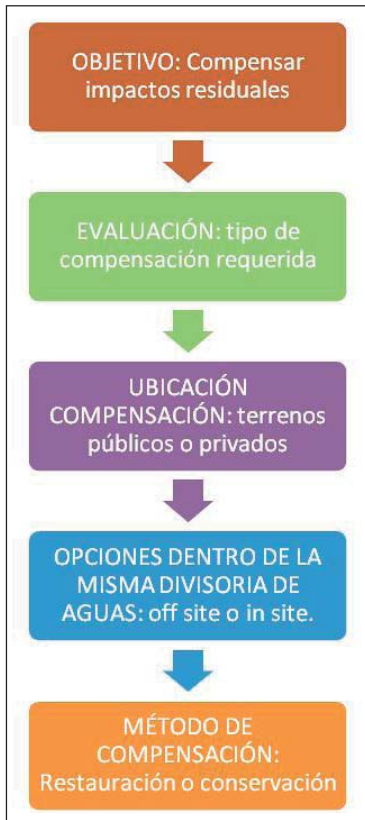 OBJETIVO: Compensar
impactos residuales
EVALUACIÓN: tipo de
compensación requerida
UBICACIÓN
COMPENSACIÓN: terrenos
públicos o privados
OPCIONES DENTRO DE LA
MISMA DIVISORIA DE
AGUAS: off site o in site.
MÉTODO DE
COMPENSACIÓN:
Restauración o conservación